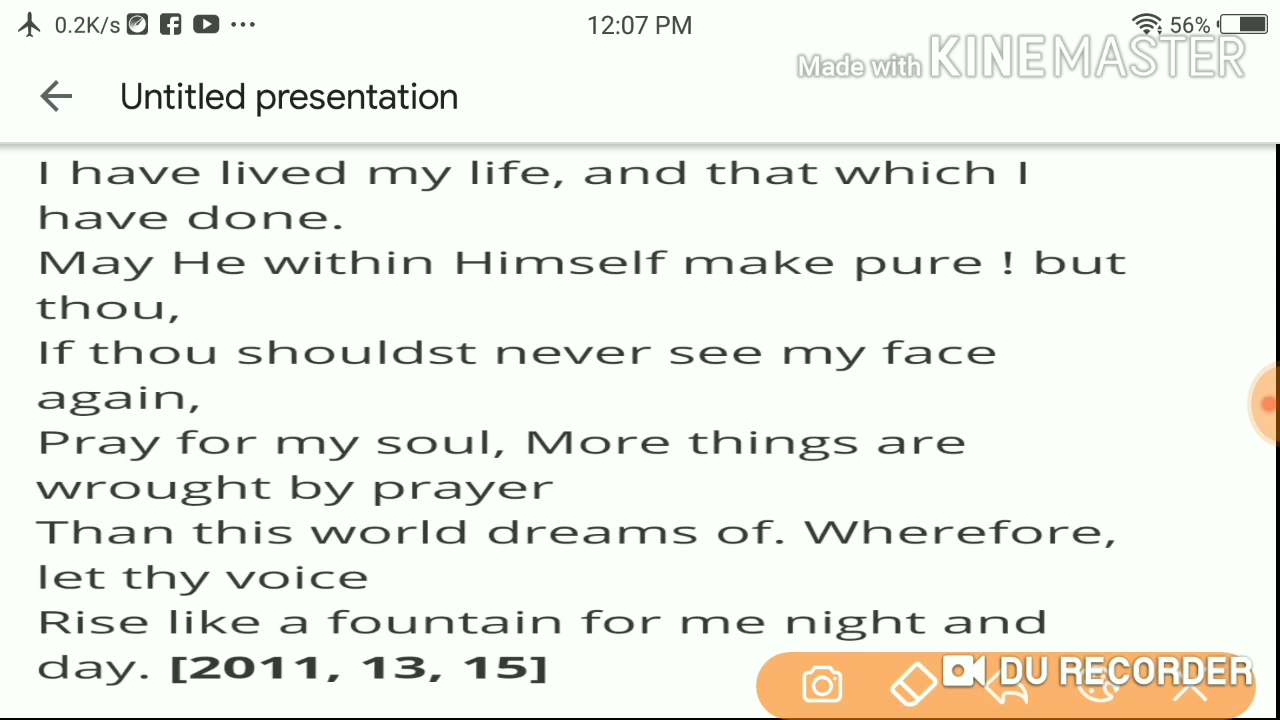 0.2K/s ... 12:07 PM 56%
Made with KINEMASTER
Untitled presentation
I have lived my life, and that which I
have done.
May He within Himself make pure ! but
thou,
If thou shouldst never see my face
again,
Pray for my soul, More things are
wrought by prayer
Than this world dreams of. Wherefore,
let thy voice
Rise like a fountain for me night and
day. [2011, 13, 15]
DU RECORDER